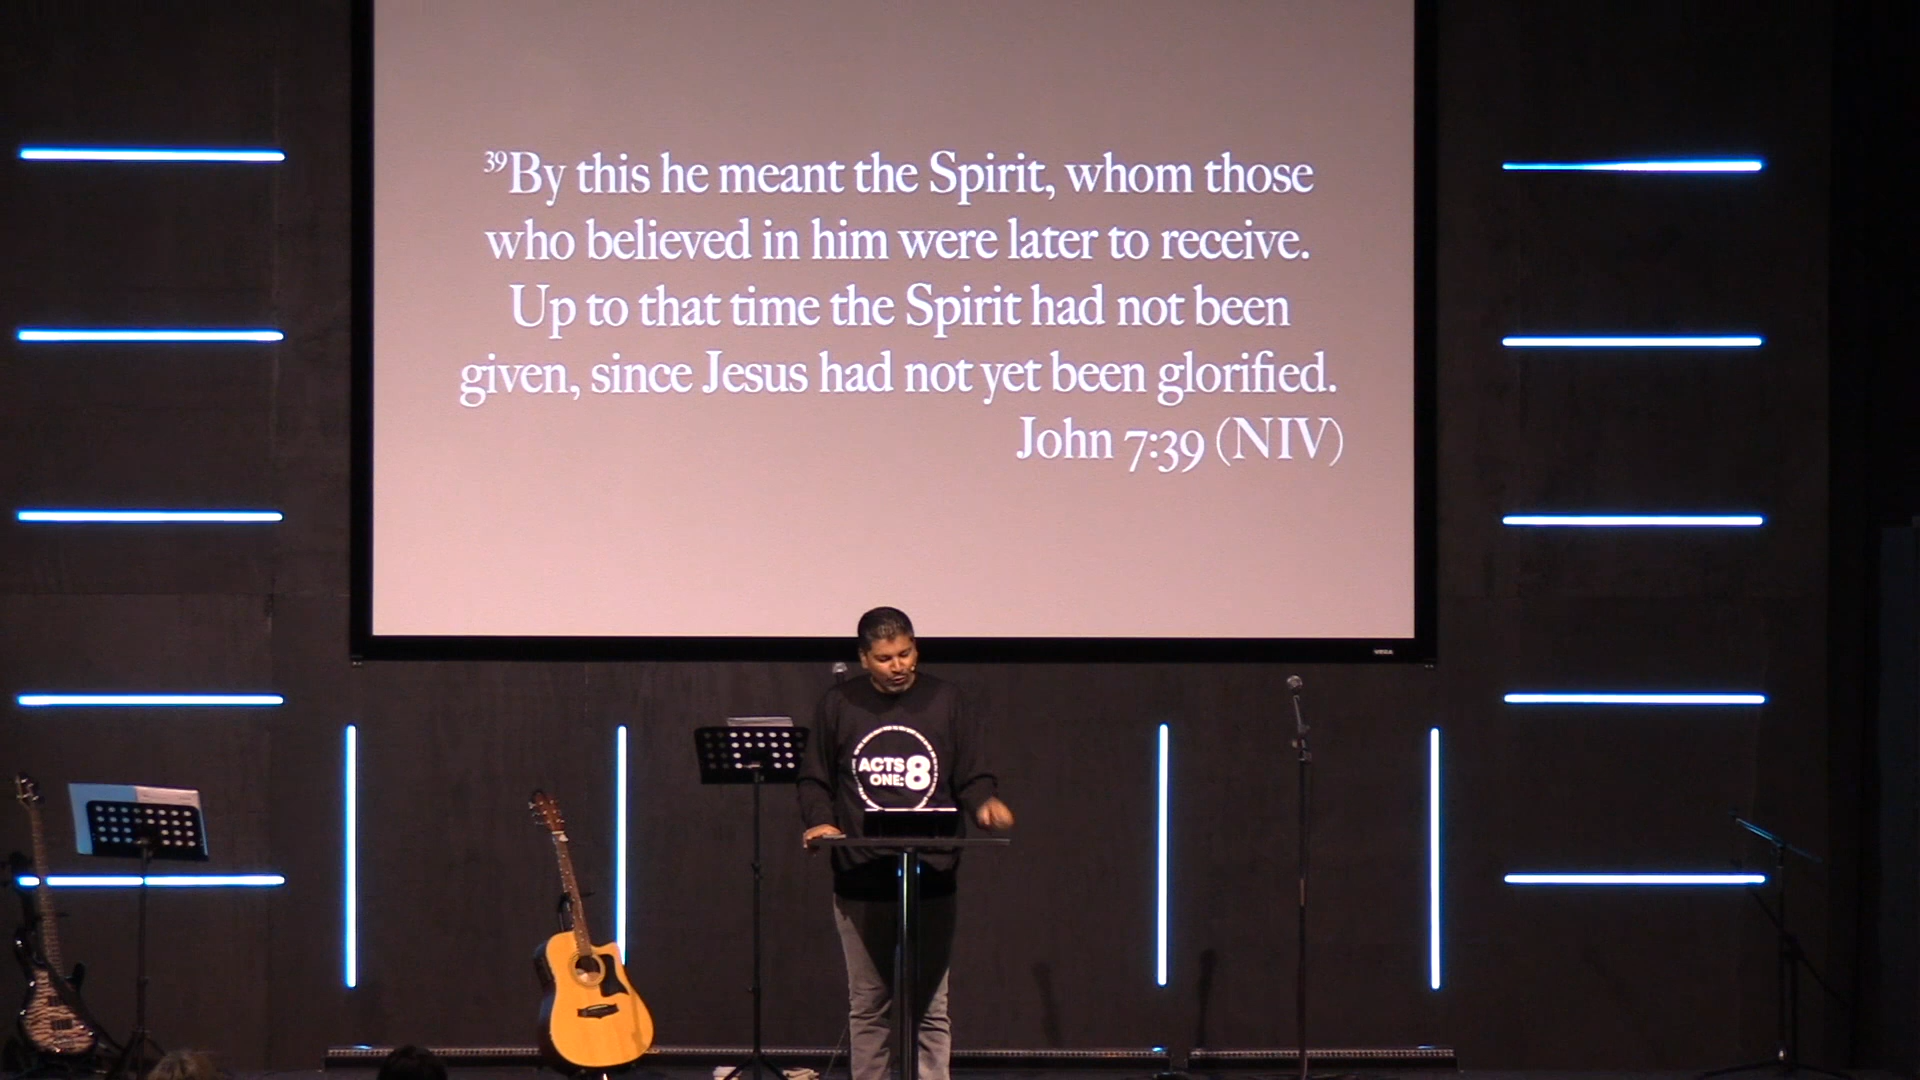 ³⁹By this he meant the Spirit, whom those
who believed in him were later to receive.
Up to that time the Spirit had not been
given, since Jesus had not yet been glorified.
John 7:39 (NIV)
ACTS
ONE:8